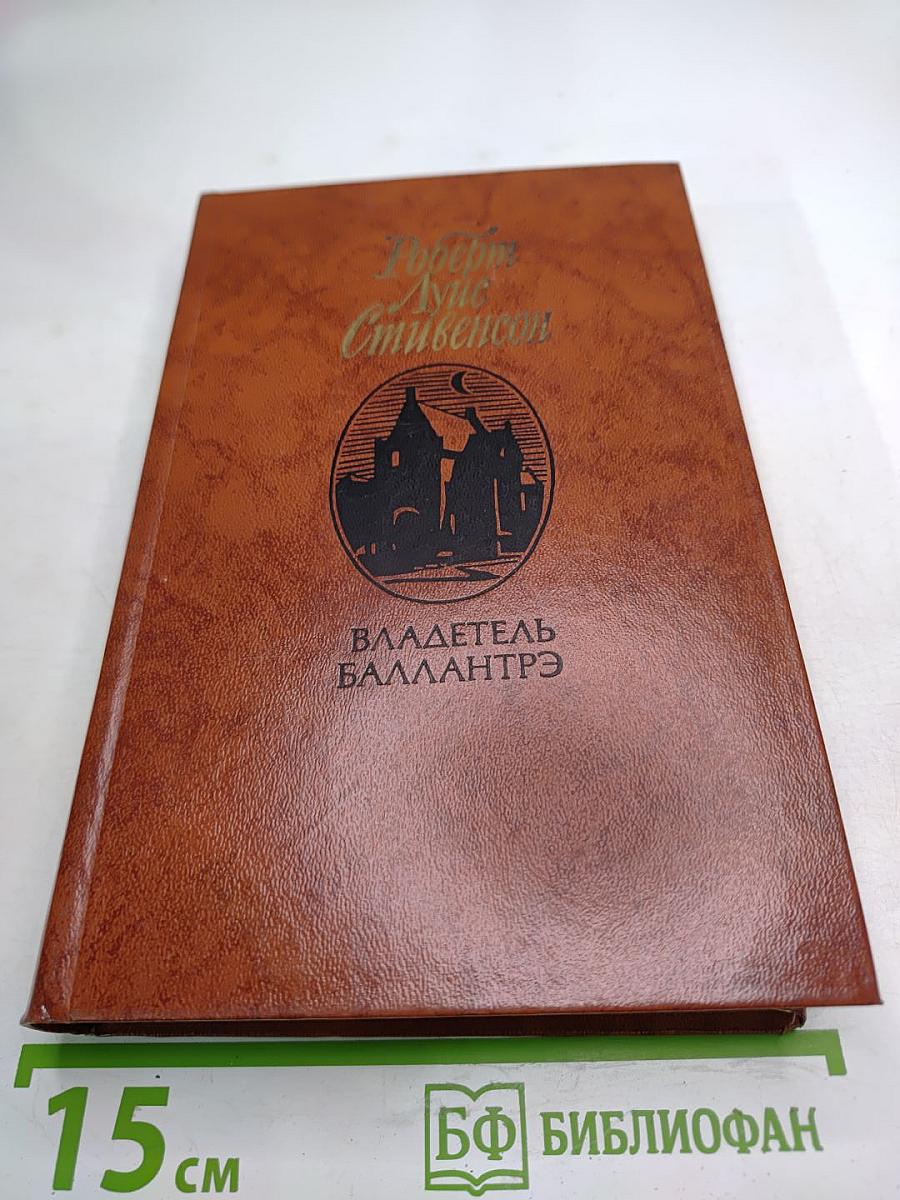 Роберт
Луис
Стивенсон
ВЛАДЕТЕЛЬ
БАЛЛАНТРЭ
15 см
БФ БИБЛИОФАН